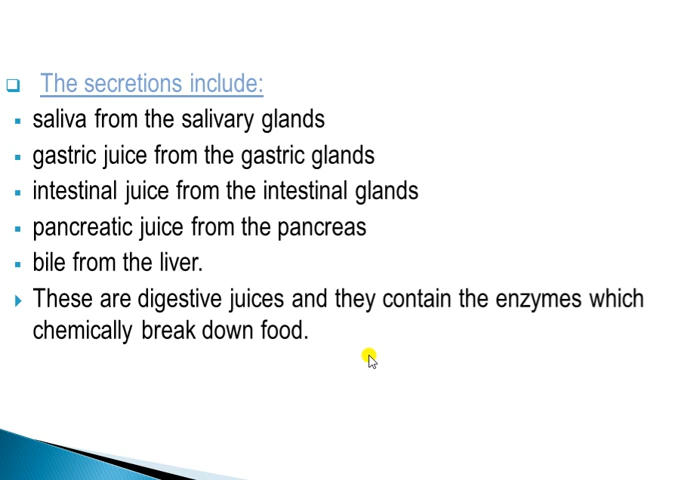 The secretions include:
saliva from the salivary glands
gastric juice from the gastric glands
intestinal juice from the intestinal glands
pancreatic juice from the pancreas
bile from the liver.
These are digestive juices and they contain the enzymes which
chemically break down food.